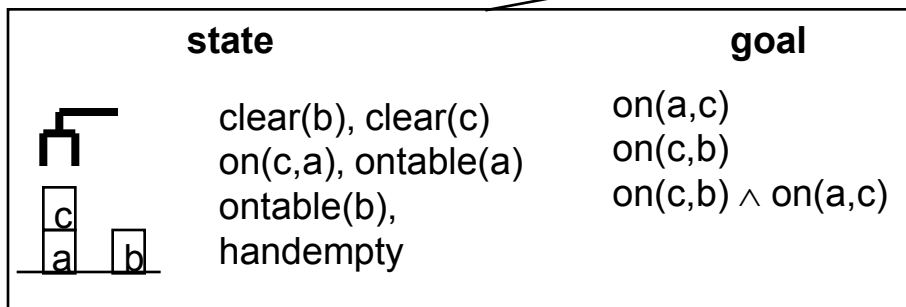 state
goal
clear(b), clear(c)
on(c,a), ontable(a)
ontable(b),
handempty
on(a,c)
on(c,b)
on(c,b) ∧ on(a,c)
c
a b